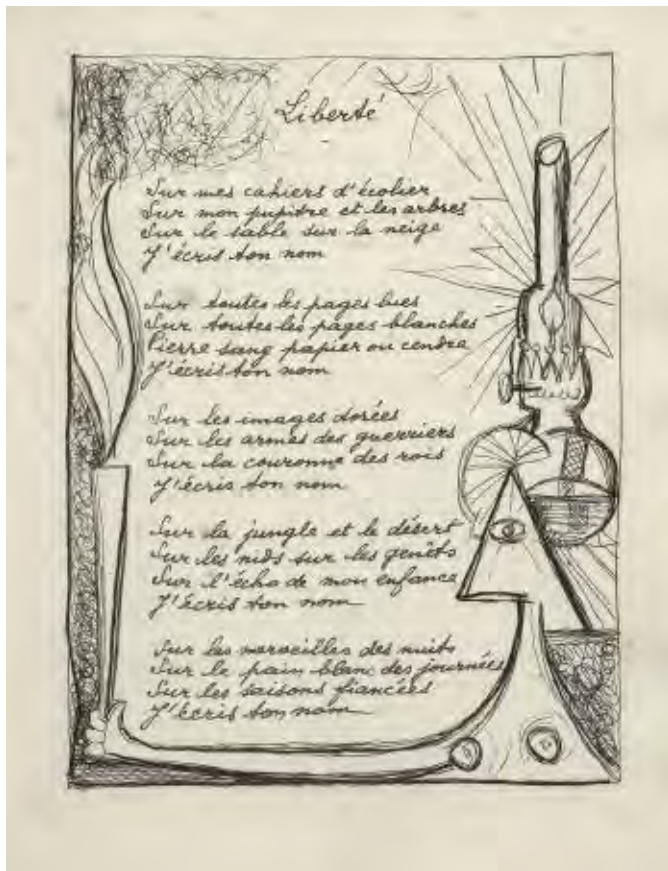 Liberté
Sur mes cahiers d'écolier
Sur mon pupitre et les arbres
Sur le sable sur la neige
J'écris ton nom
Sur toutes les pages lues
Sur toutes les pages blanches
Pierre sang papier ou cendre
J'écris ton nom
Sur les images dorées
Sur les armes des guerriers
Sur la couronne des rois
J'écris ton nom
Sur la jungle et le désert
Sur les nids sur les genêts
Sur l'écho de mon enfance
J'écris ton nom
Sur les merveilles des nuits
Sur le pain blanc des journées
Sur les saisons fiancées
J'écris ton nom